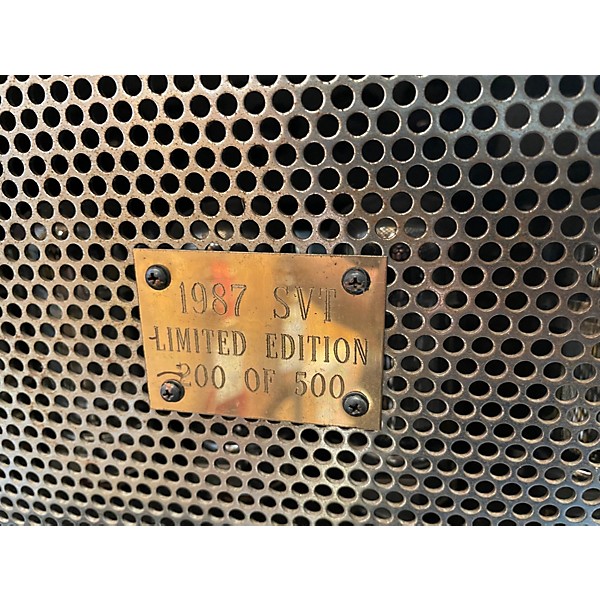 1987 SVT
LIMITED EDITION
200 OF 500